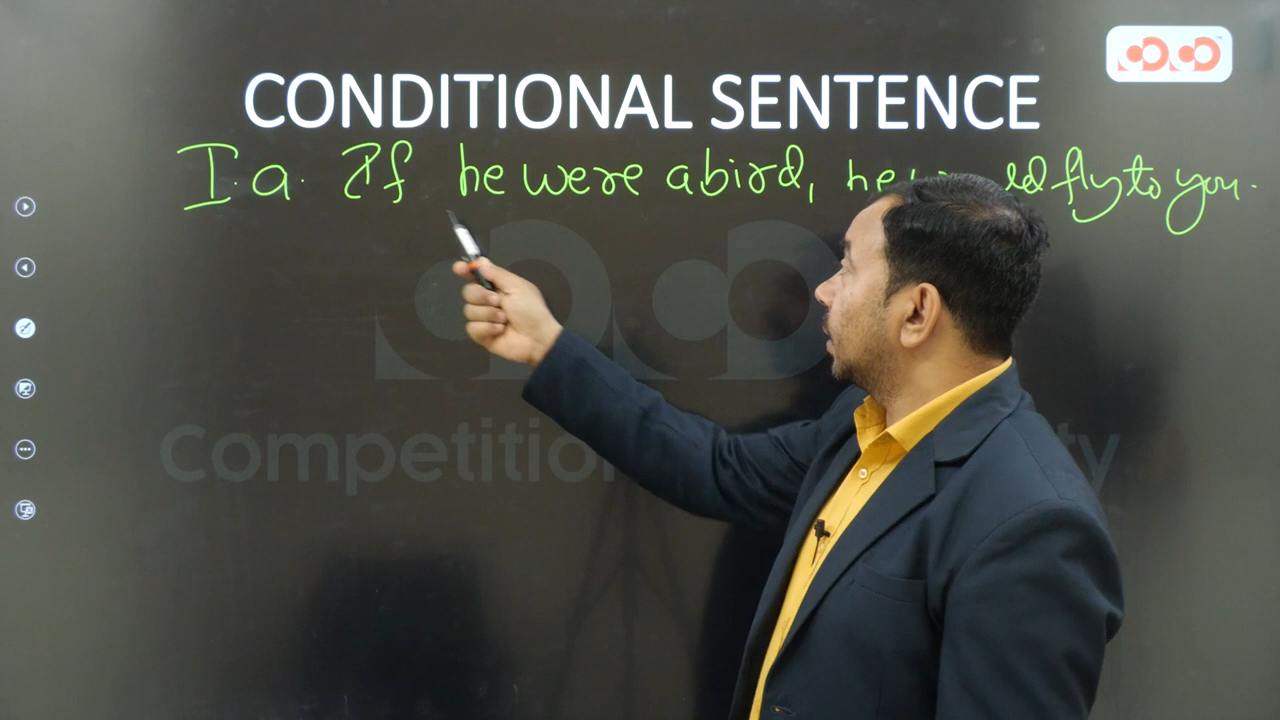 CONDITIONAL SENTENCE
I.a. If he were a bird, he fly to you.